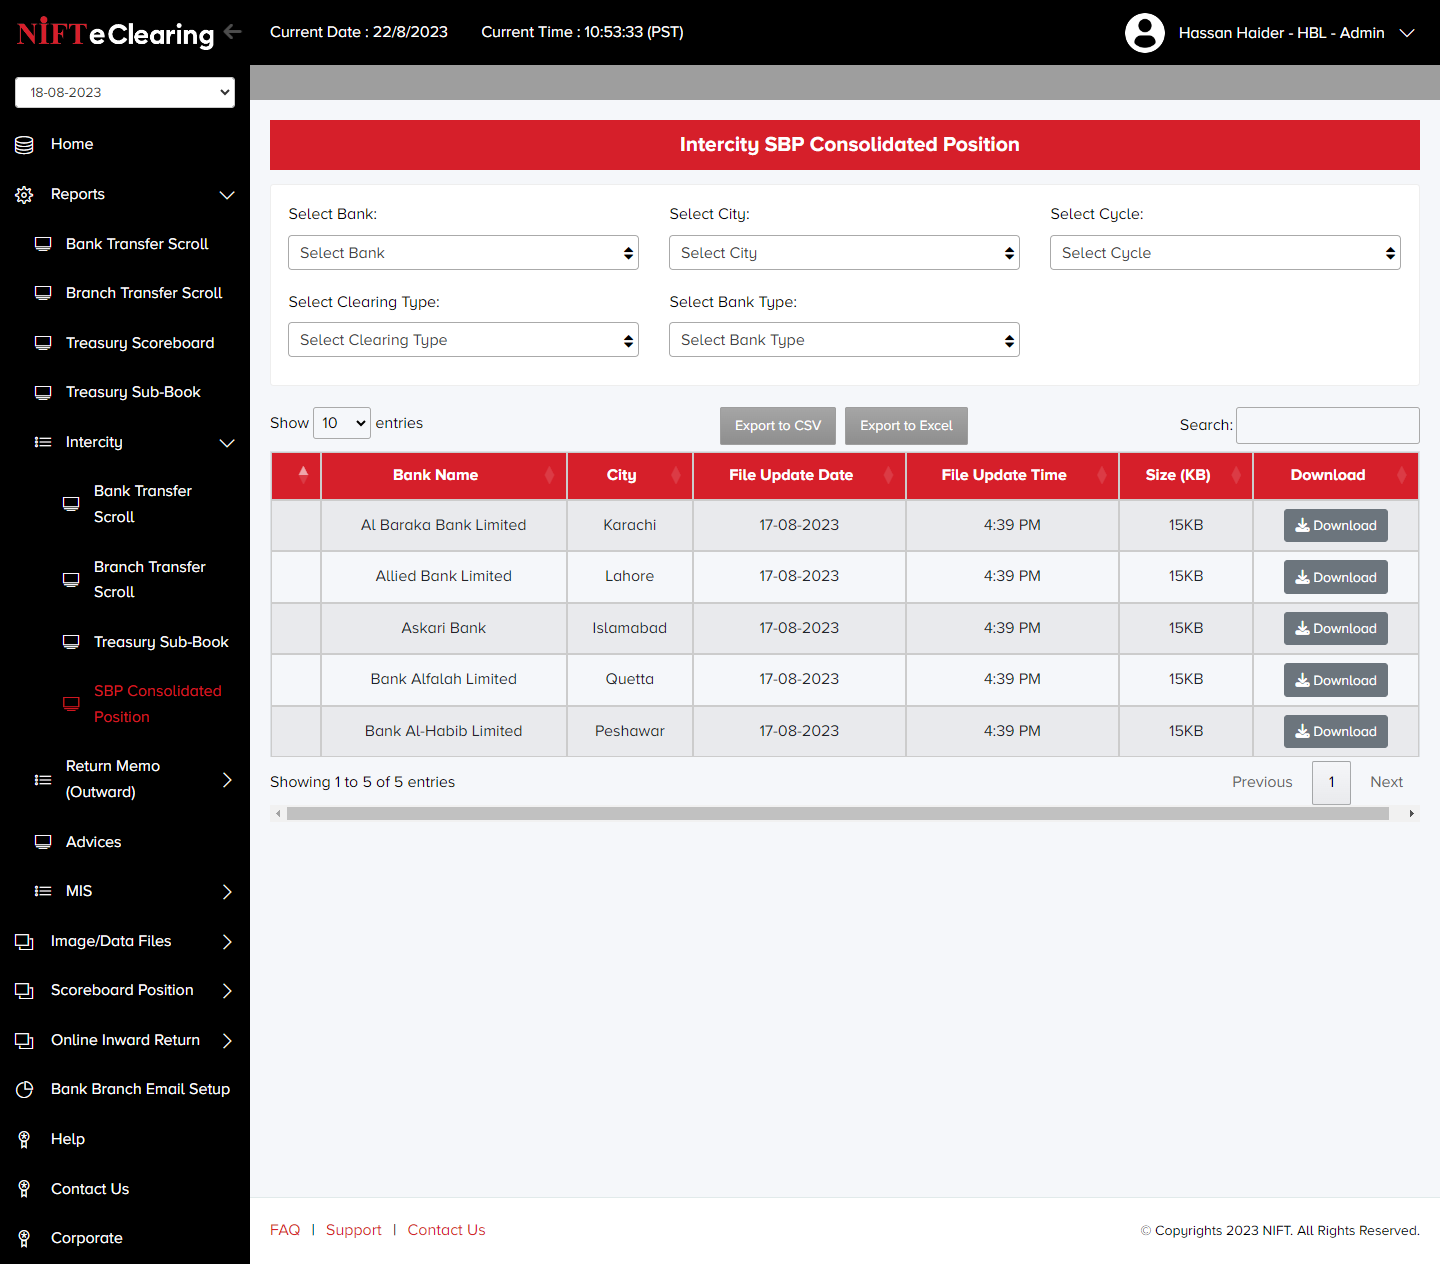 NIFT eClearing
Current Date : 22/8/2023 Current Time : 10:53:33 (PST)
Hassan Haider - HBL - Admin
18-08-2023
Home
Reports
Bank Transfer Scroll
Branch Transfer Scroll
Treasury Scoreboard
Treasury Sub-Book
Intercity
Bank Transfer
Scroll
Branch Transfer
Scroll
Treasury Sub-Book
SBP Consolidated
Position
Return Memo
(Outward)
Advices
MIS
Image/Data Files
Scoreboard Position
Online Inward Return
Bank Branch Email Setup
Help
Contact Us
Corporate
Intercity SBP Consolidated Position
Select Bank: Select City: Select Cycle:
Select Bank Select City Select Cycle
Select Clearing Type: Select Bank Type:
Select Clearing Type Select Bank Type
Show 10 entries Export to CSV Export to Excel Search:
Bank Name City File Update Date File Update Time Size (KB) Download
Al Baraka Bank Limited Karachi 17-08-2023 4:39 PM 15KB Download
Allied Bank Limited Lahore 17-08-2023 4:39 PM 15KB Download
Askari Bank Islamabad 17-08-2023 4:39 PM 15KB Download
Bank Alfalah Limited Quetta 17-08-2023 4:39 PM 15KB Download
Bank Al-Habib Limited Peshawar 17-08-2023 4:39 PM 15KB Download
Showing 1 to 5 of 5 entries Previous 1 Next
FAQ | Support | Contact Us
© Copyrights 2023 NIFT. All Rights Reserved.